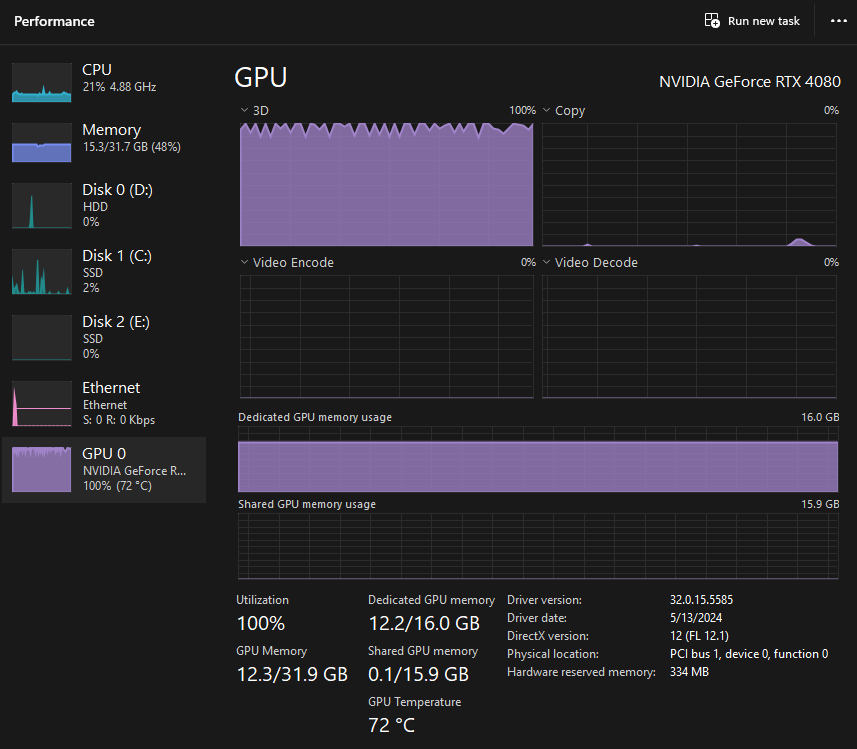 Performance
Run new task
CPU
21% 4.88 GHz
Memory
15.3/31.7 GB (48%)
Disk 0 (D:)
HDD
0%
Disk 1 (C:)
SSD
2%
Disk 2 (E:)
SSD
0%
Ethernet
Ethernet
S: 0 R: 0 Kbps
GPU 0
NVIDIA GeForce R...
100% (72 °C)
GPU
NVIDIA GeForce RTX 4080
3D 100%
Copy 0%
Video Encode 0%
Video Decode 0%
Dedicated GPU memory usage 16.0 GB
Shared GPU memory usage 15.9 GB
Utilization
100%
GPU Memory
12.3/31.9 GB
Dedicated GPU memory
12.2/16.0 GB
Shared GPU memory
0.1/15.9 GB
GPU Temperature
72 °C
Driver version: 32.0.15.5585
Driver date: 5/13/2024
DirectX version: 12 (FL 12.1)
Physical location: PCI bus 1, device 0, function 0
Hardware reserved memory: 334 MB